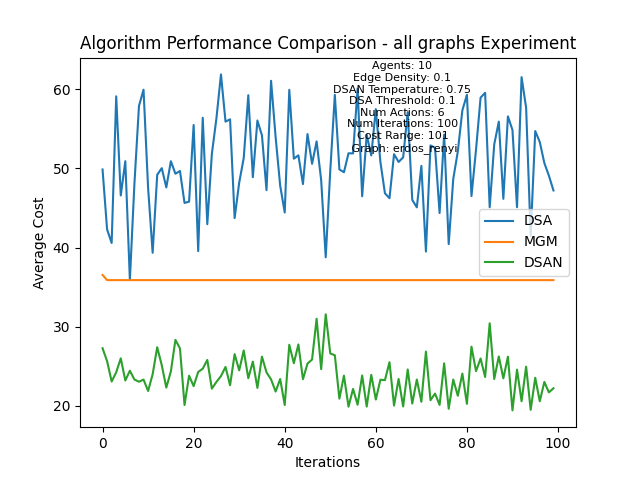 Algorithm Performance Comparison - all graphs Experiment
Agents: 10
Edge Density: 0.1
DSAN Temperature: 0.75
DSA Threshold: 0.1
Num Actions: 6
Num Iterations: 100
Cost Range: 101
Graph: erdos_renyi
60
50
40
30
20
Average Cost
DSA
MGM
DSAN
0
20
40
60
80
100
Iterations